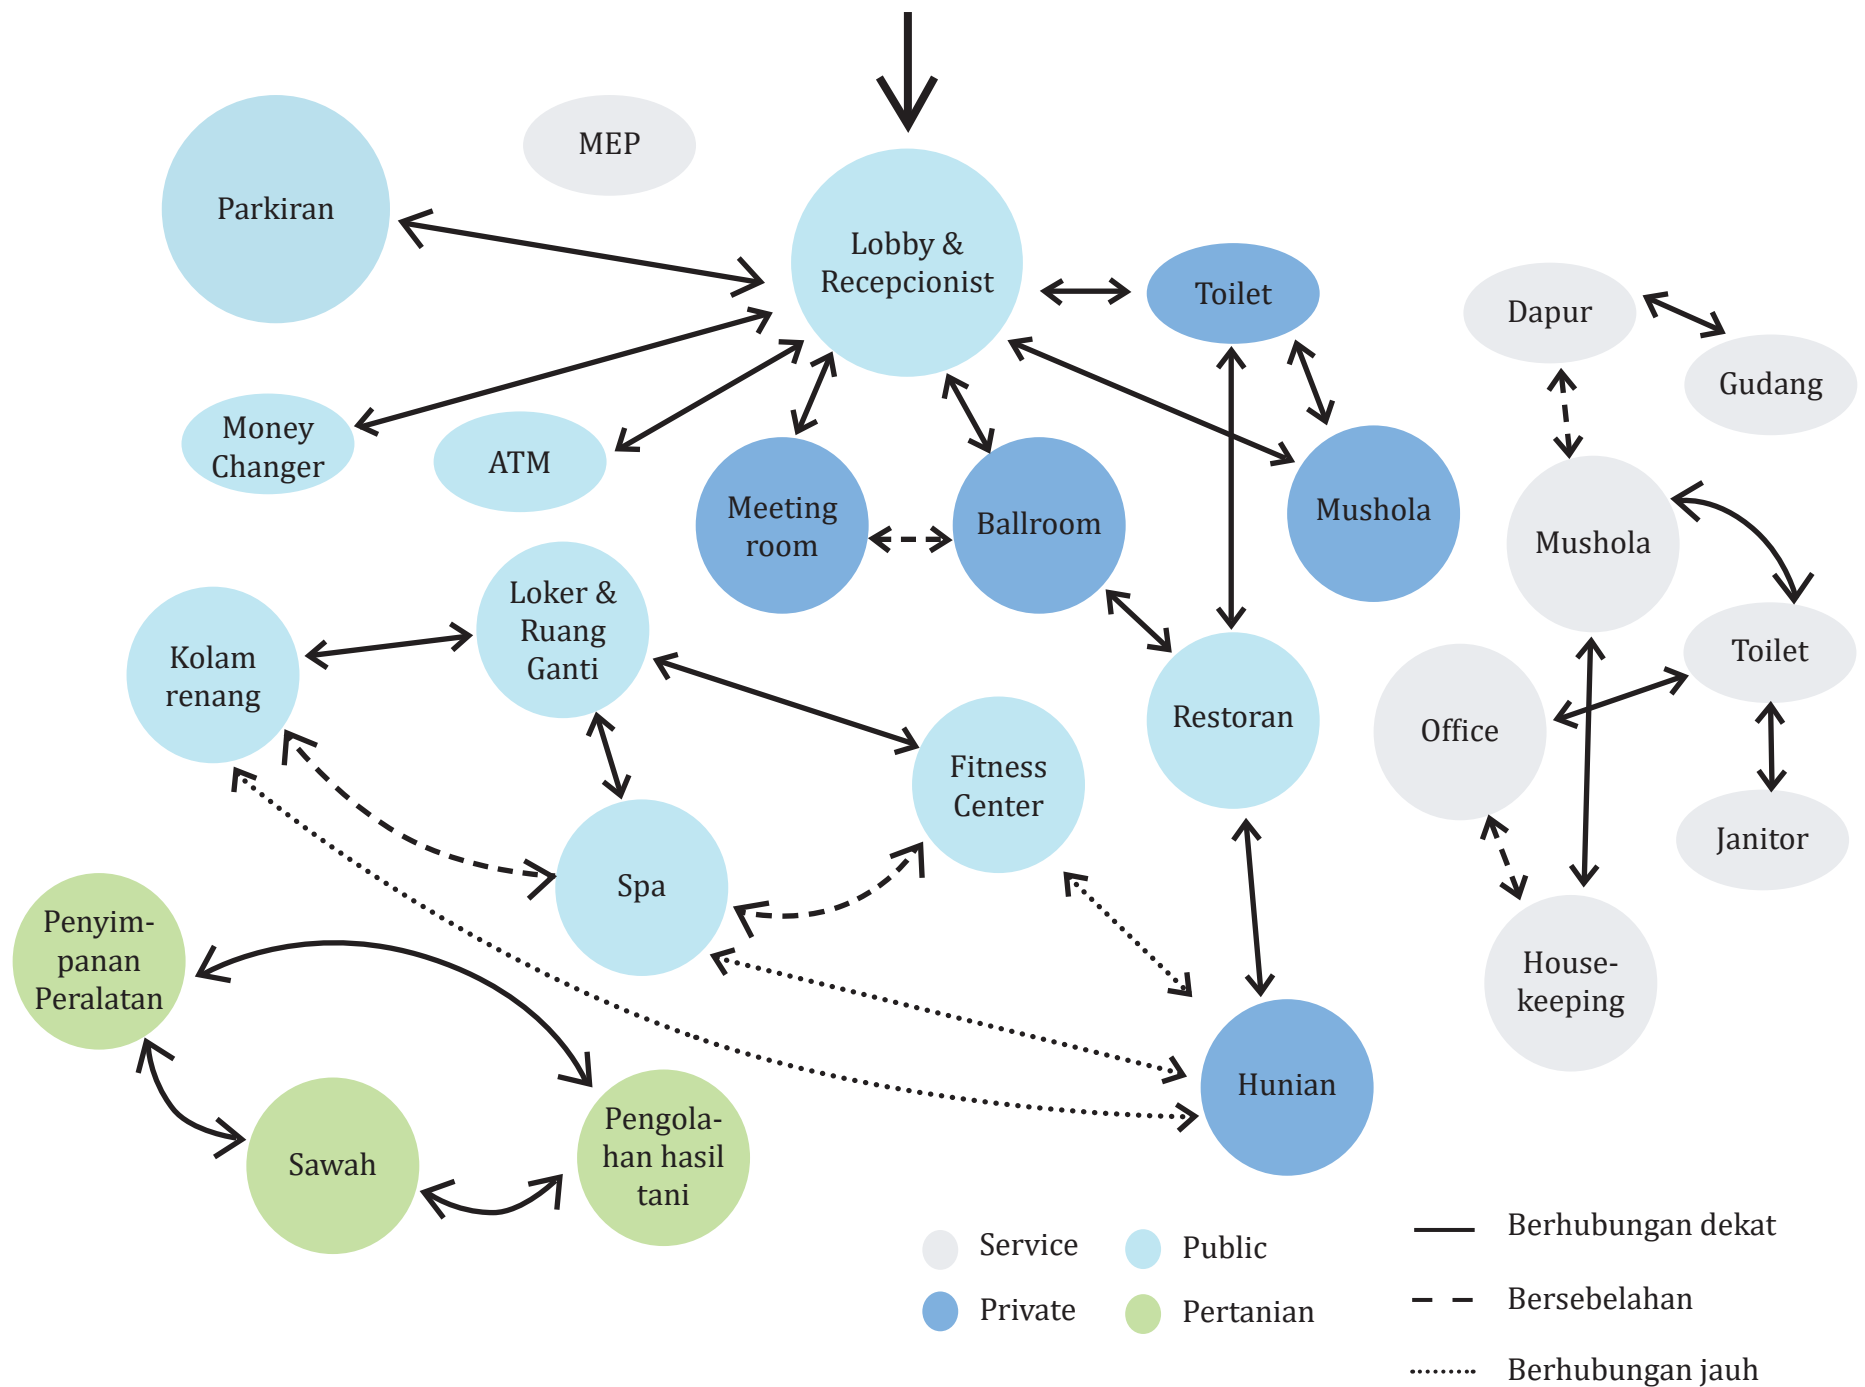 MEP
Parkiran
Lobby &
Recepcionist
Toilet
Dapur
Gudang
Money
Changer
ATM
Meeting
room
Ballroom
Mushola
Mushola
Loker &
Ruang
Ganti
Kolam
renang
Toilet
Restoran
Office
Fitness
Center
Janitor
Spa
Penyim-
panan
Peralatan
House-
keeping
Hunian
Pengola-
han hasil
tani
Sawah
Service
Public
Private
Pertanian
Berhubungan dekat
Bersebelahan
Berhubungan jauh